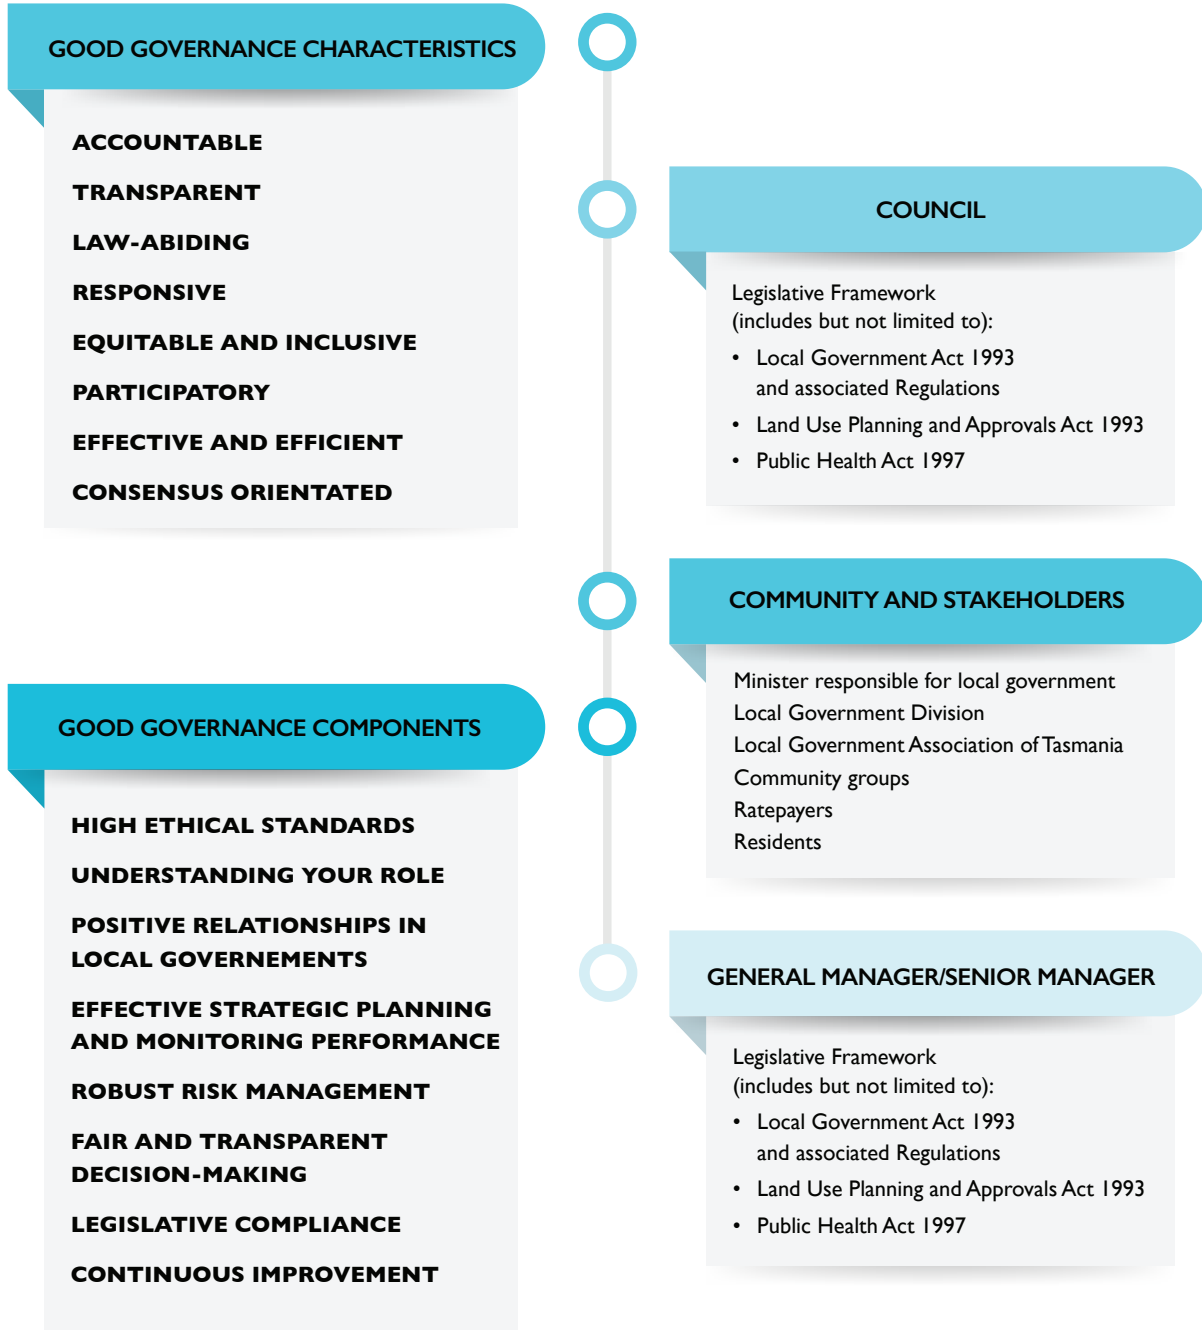 GOOD GOVERNANCE CHARACTERISTICS
ACCOUNTABLE
TRANSPARENT
LAW-ABIDING
RESPONSIVE
EQUITABLE AND INCLUSIVE
PARTICIPATORY
EFFECTIVE AND EFFICIENT
CONSENSUS ORIENTATED
COUNCIL
Legislative Framework
(includes but not limited to):
• Local Government Act 1993
and associated Regulations
• Land Use Planning and Approvals Act 1993
• Public Health Act 1997
COMMUNITY AND STAKEHOLDERS
Minister responsible for local government
Local Government Division
Local Government Association of Tasmania
Community groups
Ratepayers
Residents
GOOD GOVERNANCE COMPONENTS
HIGH ETHICAL STANDARDS
UNDERSTANDING YOUR ROLE
POSITIVE RELATIONSHIPS IN
LOCAL GOVERNEMENTS
EFFECTIVE STRATEGIC PLANNING
AND MONITORING PERFORMANCE
ROBUST RISK MANAGEMENT
FAIR AND TRANSPARENT
DECISION-MAKING
LEGISLATIVE COMPLIANCE
CONTINUOUS IMPROVEMENT
GENERAL MANAGER/SENIOR MANAGER
Legislative Framework
(includes but not limited to):
• Local Government Act 1993
and associated Regulations
• Land Use Planning and Approvals Act 1993
• Public Health Act 1997